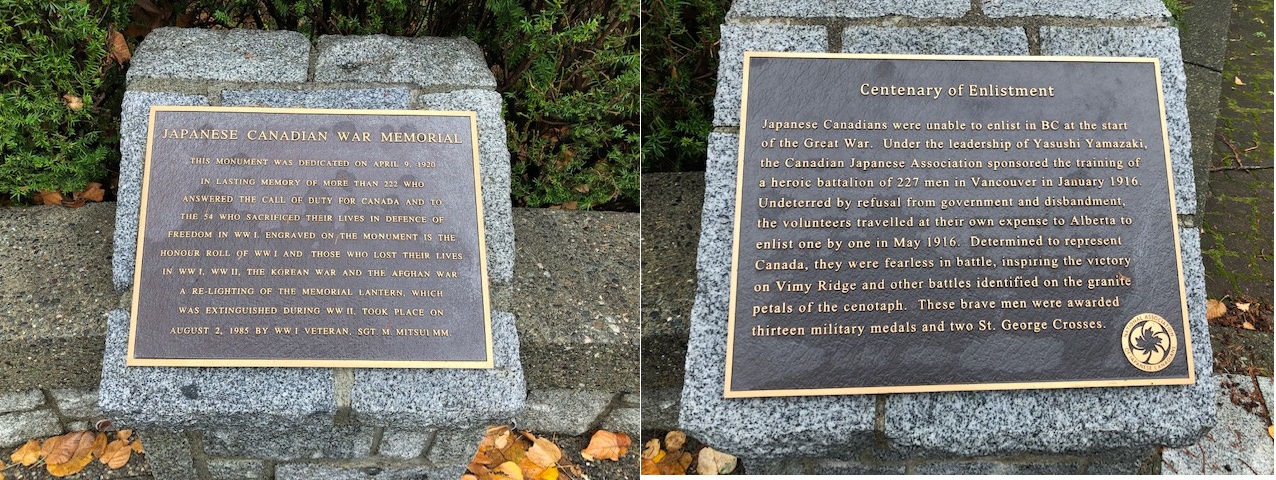 JAPANESE CANADIAN WAR MEMORIAL
THIS MONUMENT WAS DEDICATED ON APRIL 9, 1920
IN LASTING MEMORY OF MORE THAN 222 WHO
ANSWERED THE CALL OF DUTY FOR CANADA AND TO
THE 54 WHO SACRIFICED THEIR LIVES IN DEFENCE OF
FREEDOM IN WW I. ENGRAVED ON THE MONUMENT IS THE
HONOUR ROLL OF WW I AND THOSE WHO LOST THEIR LIVES
IN WW I, WW II, THE KOREAN WAR AND THE AFGHAN WAR
A RE-LIGHTING OF THE MEMORIAL LANTERN, WHICH
WAS EXTINGUISHED DURING WW II, TOOK PLACE ON
AUGUST 2, 1985 BY WW I VETERAN, SGT. M. MITSUI MM.
Centenary of Enlistment
Japanese Canadians were unable to enlist in BC at the start
of the Great War. Under the leadership of Yasushi Yamazaki,
the Canadian Japanese Association sponsored the training of
a heroic battalion of 227 men in Vancouver in January 1916.
Undeterred by refusal from government and disbandment,
the volunteers travelled at their own expense to Alberta to
enlist one by one in May 1916. Determined to represent
Canada, they were fearless in battle, inspiring the victory
on Vimy Ridge and other battles identified on the granite
petals of the cenotaph. These brave men were awarded
thirteen military medals and two St. George Crosses.